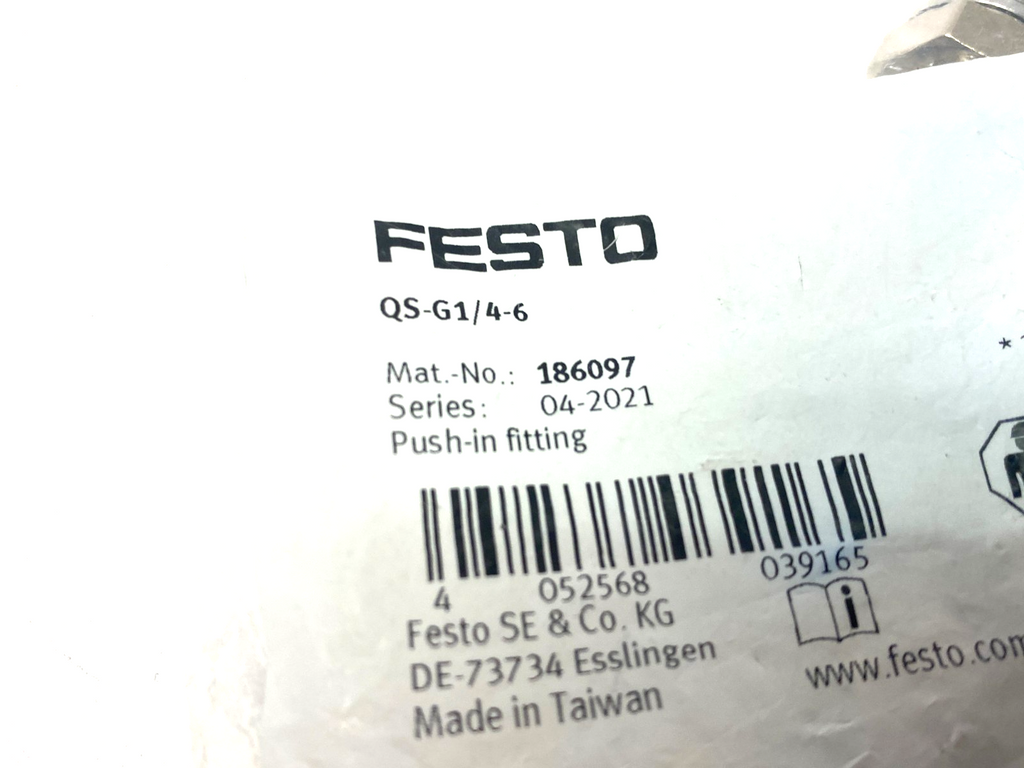 FESTO
QS-G1/4-6
Mat.-No.: 186097
Series: 04-2021
Push-in fitting
4 052568 039165
Festo SE & Co. KG
DE-73734 Esslingen
Made in Taiwan
i
www.festo.com
*